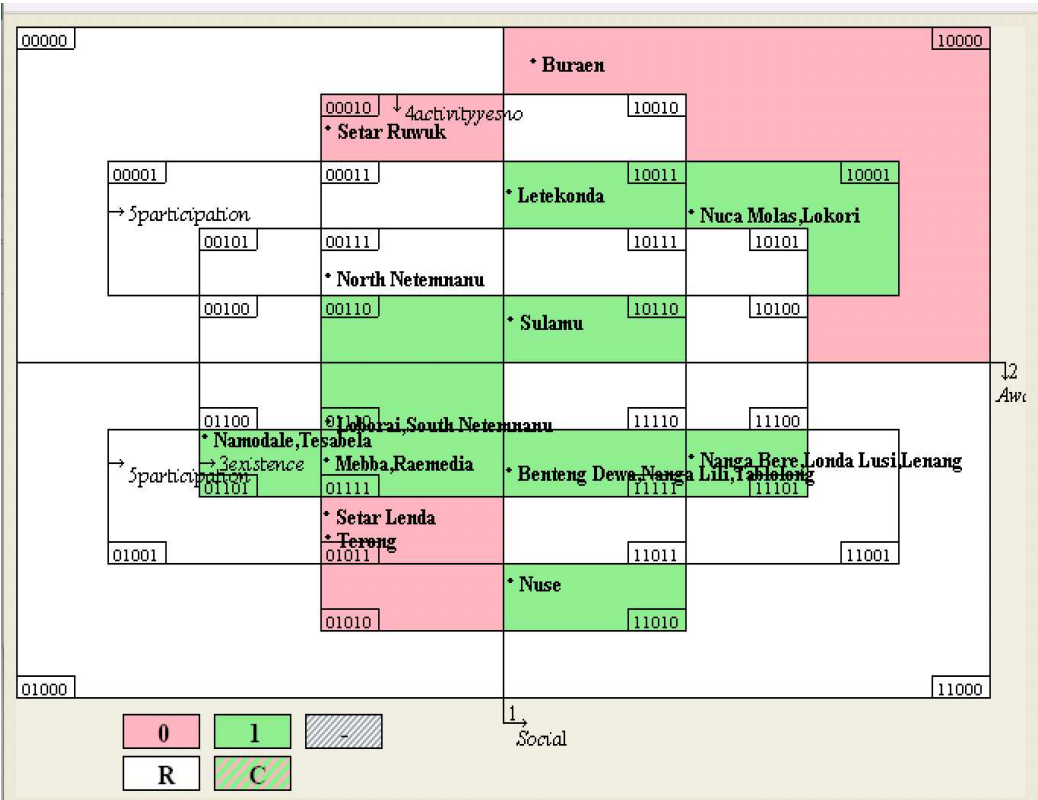 00000
10000
Buraen
00010
4activityyesno
10010
Setar Ruwuk
00001
00011
10011
10001
5participation
Letekonda
Nuca Molas,Lokori
00101
00111
10111
10101
North Netemnanu
00100
00110
10110
10100
Sulamu
2
Awa
01100
01110
11110
11100
Loborai,South Netemnanu
Namodale,Tesabela
3existence
Mebba,Raemedia
Nanga Bere,Londa Lusi,Lenang
5participation
Benteng Dewa,Nanga Lili,Tablolong
01101
01111
11111
11101
Setar Lenda
Terong
01001
01011
11011
11001
Nuse
01010
11010
01000
11000
1
Social
0
1
-
R
C